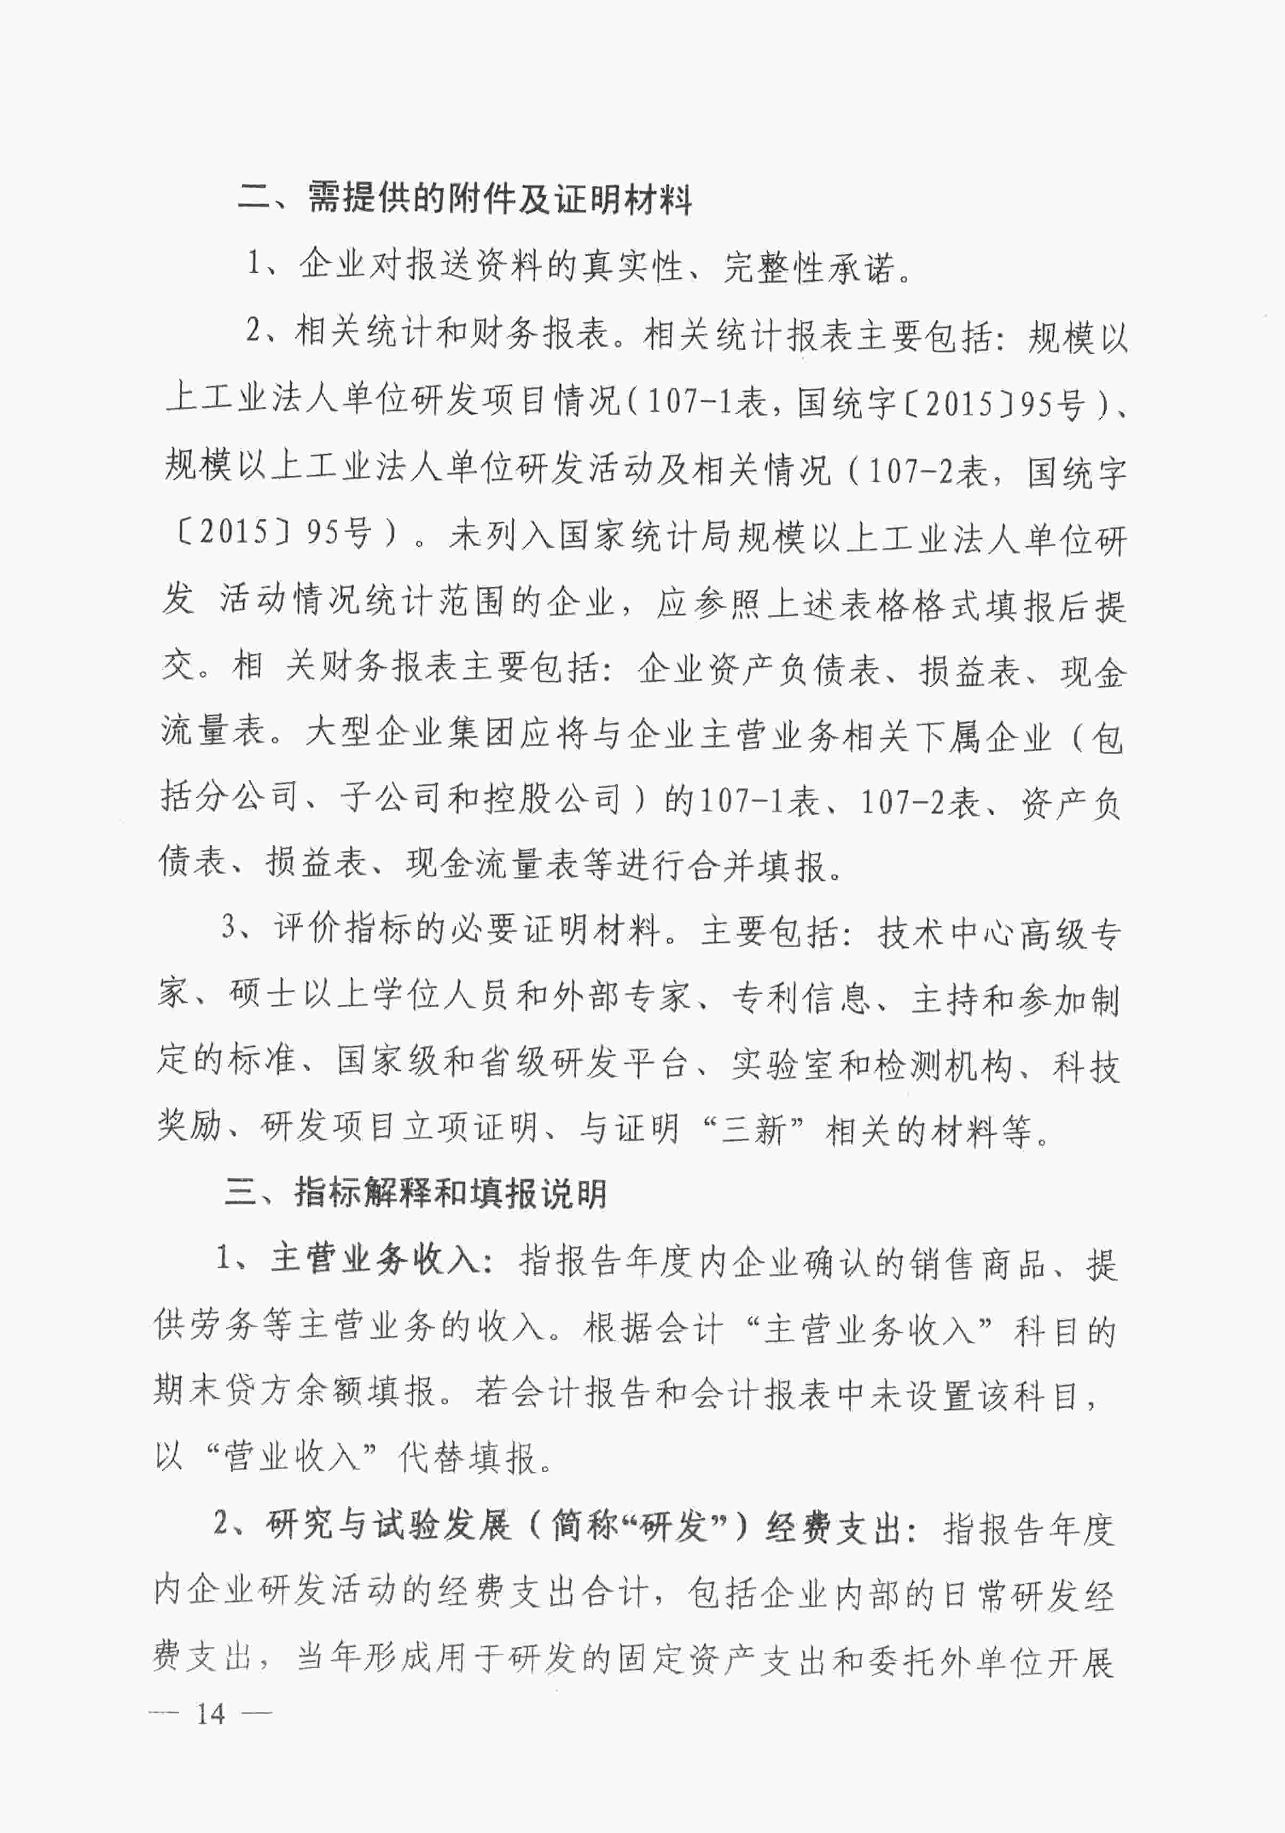 二、需提供的附件及证明材料
1、企业对报送资料的真实性、完整性承诺。
2、相关统计和财务报表。相关统计报表主要包括：规模以
上工业法人单位研发项目情况（107-1表，国统字〔2015〕95号）、
规模以上工业法人单位研发活动及相关情况（107-2表，国统字
〔2015〕95号）。未列入国家统计局规模以上工业法人单位研
发 活动情况统计范围的企业，应参照上述表格格式填报后提
交。相 关财务报表主要包括：企业资产负债表、损益表、现金
流量表。大型企业集团应将与企业主营业务相关下属企业（包
括分公司、子公司和控股公司）的107-1表、107-2表、资产负
债表、损益表、现金流量表等进行合并填报。
3、评价指标的必要证明材料。主要包括：技术中心高级专
家、硕士以上学位人员和外部专家、专利信息、主持和参加制
定的标准、国家级和省级研发平台、实验室和检测机构、科技
奖励、研发项目立项证明、与证明“三新”相关的材料等。
三、指标解释和填报说明
1、主营业务收入：指报告年度内企业确认的销售商品、提
供劳务等主营业务的收入。根据会计“主营业务收入”科目的
期末贷方余额填报。若会计报告和会计报表中未设置该科目，
以“营业收入”代替填报。
2、研究与试验发展（简称“研发”）经费支出：指报告年度
内企业研发活动的经费支出合计，包括企业内部的日常研发经
费支出，当年形成用于研发的固定资产支出和委托外单位开展
— 14 —